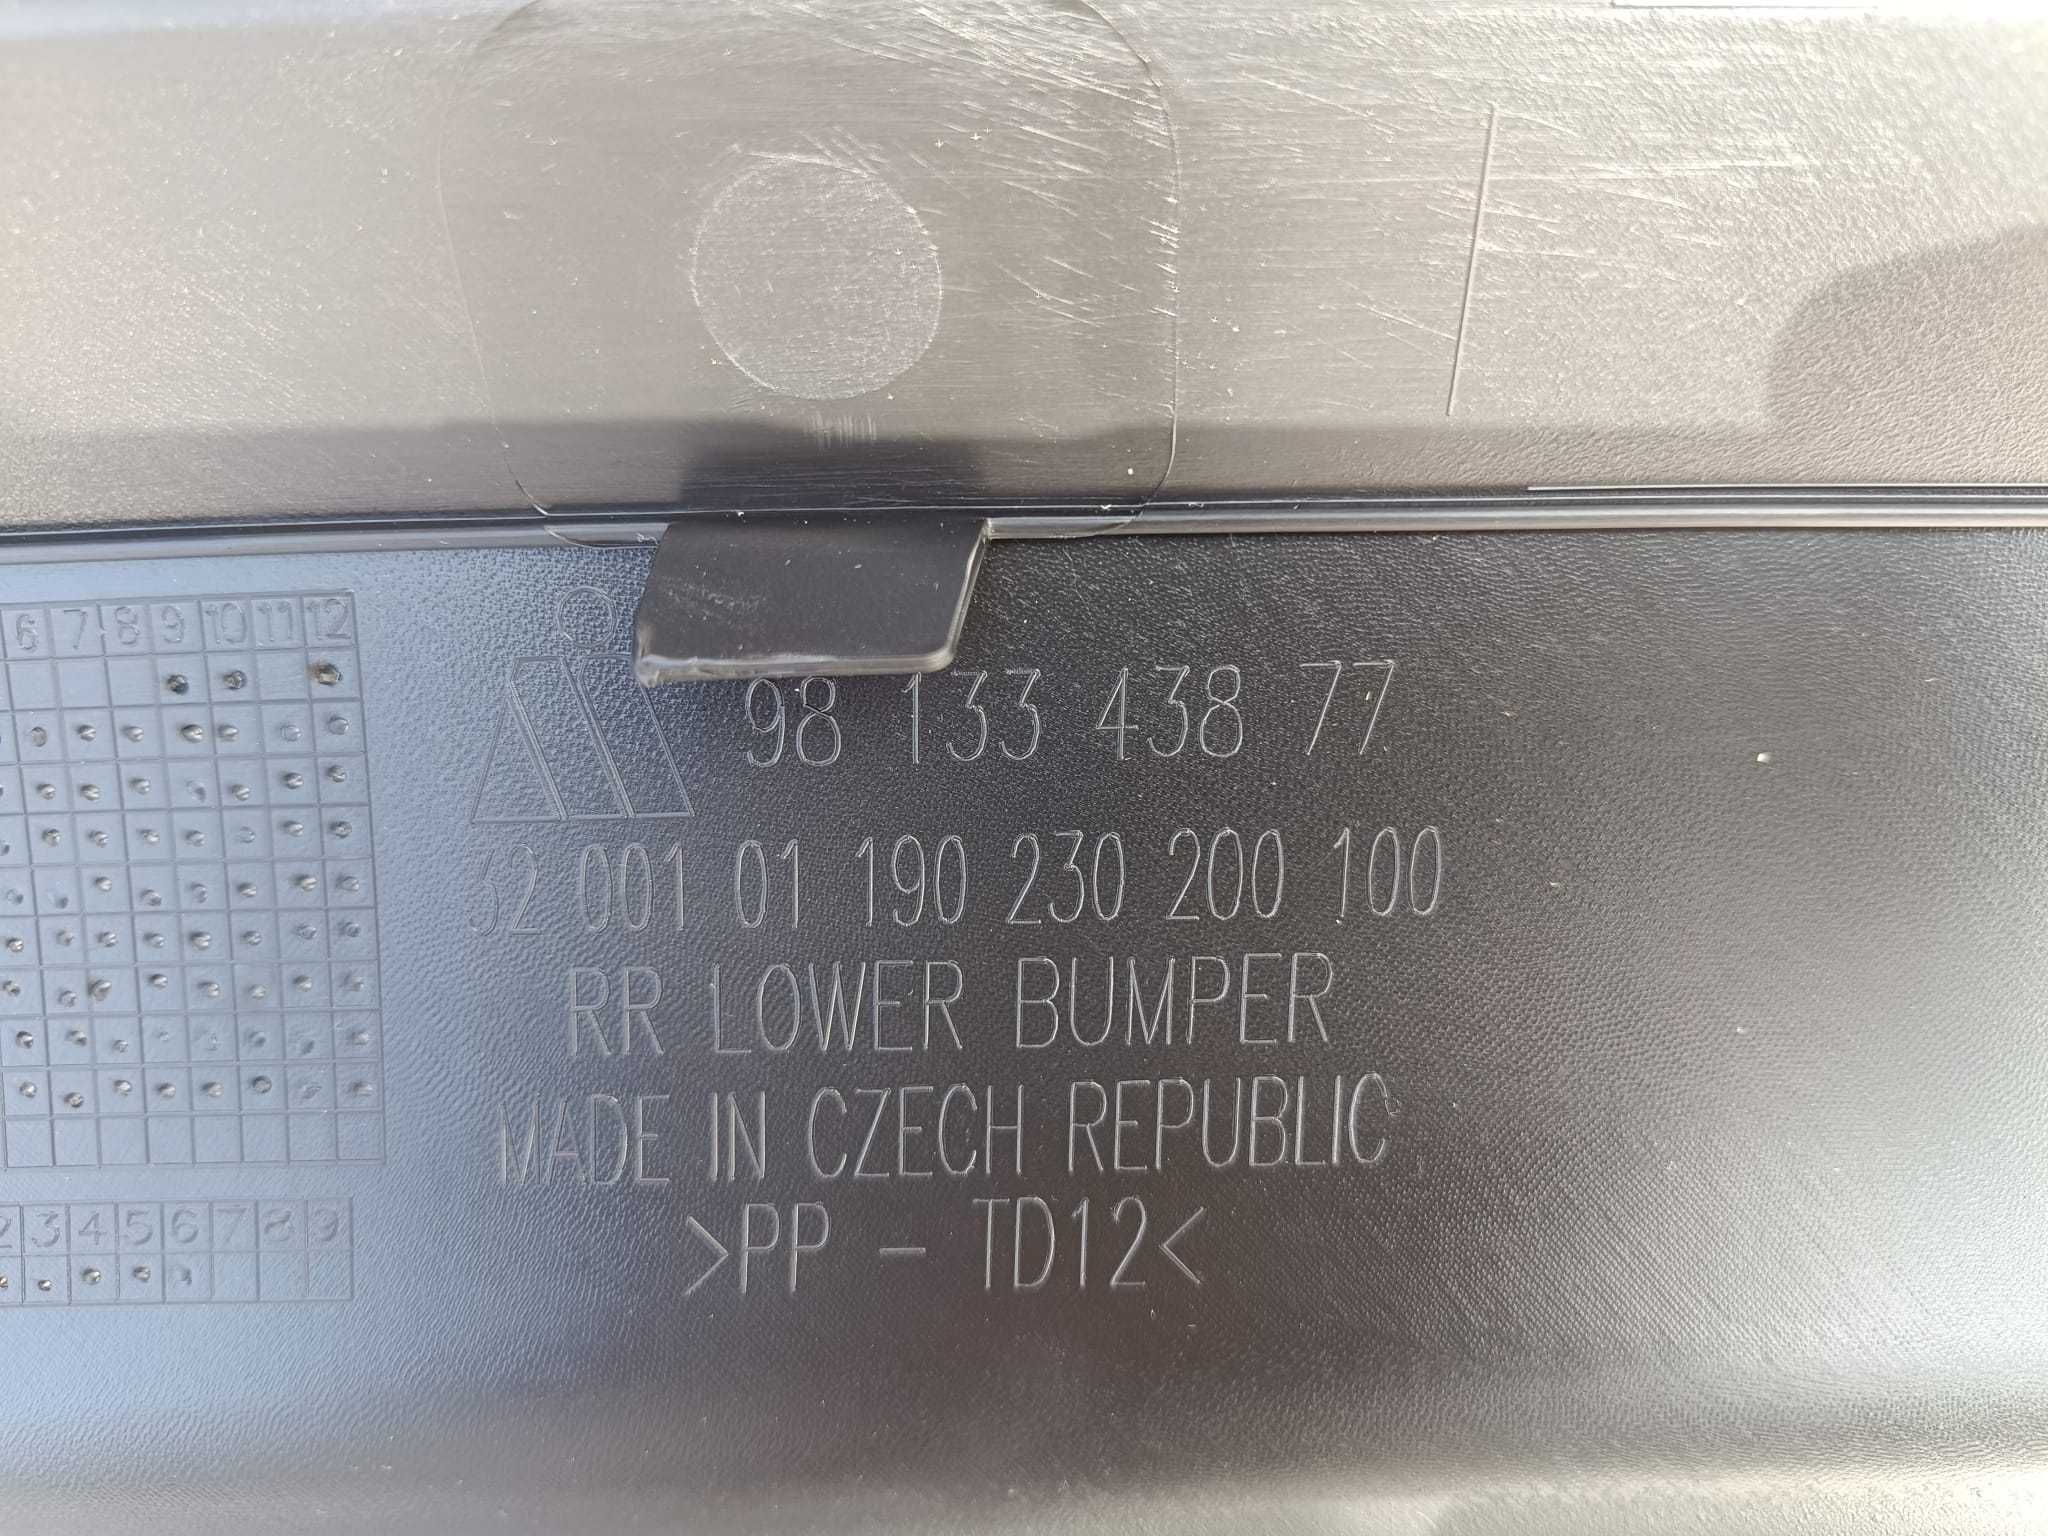 6 7 8 9 10 11 12
98 133 438 77
32 001 01 190 230 200 100
RR LOWER BUMPER
MADE IN CZECH REPUBLIC
>PP - TD12<
2 3 4 5 6 7 8 9